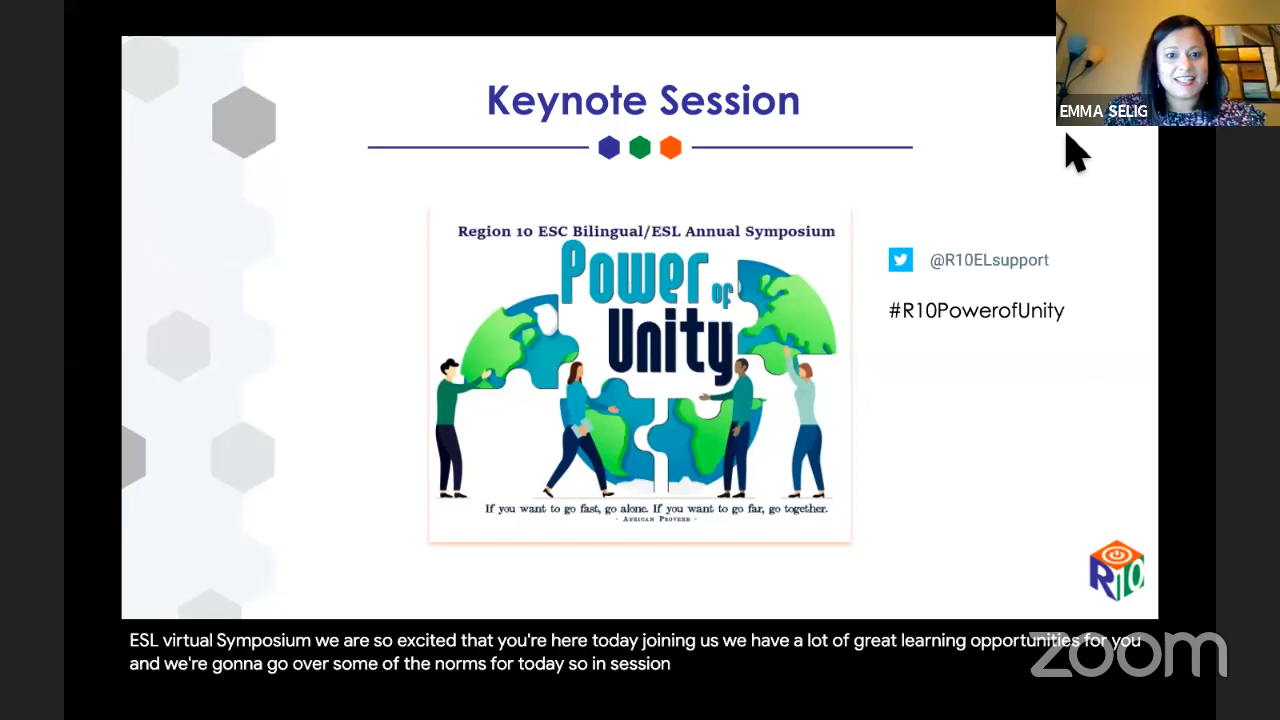 Keynote Session
EMMA SELIG
Region 10 ESC Bilingual/ESL Annual Symposium
Power of
Unity
@R10ELsupport
#R10PowerofUnity
If you want to go fast, go alone. If you want to go far, go together.
- African Proverb -
R10
ESL virtual Symposium we are so excited that you're here today joining us we have a lot of great learning opportunities for you
and we're gonna go over some of the norms for today so in session
zoom